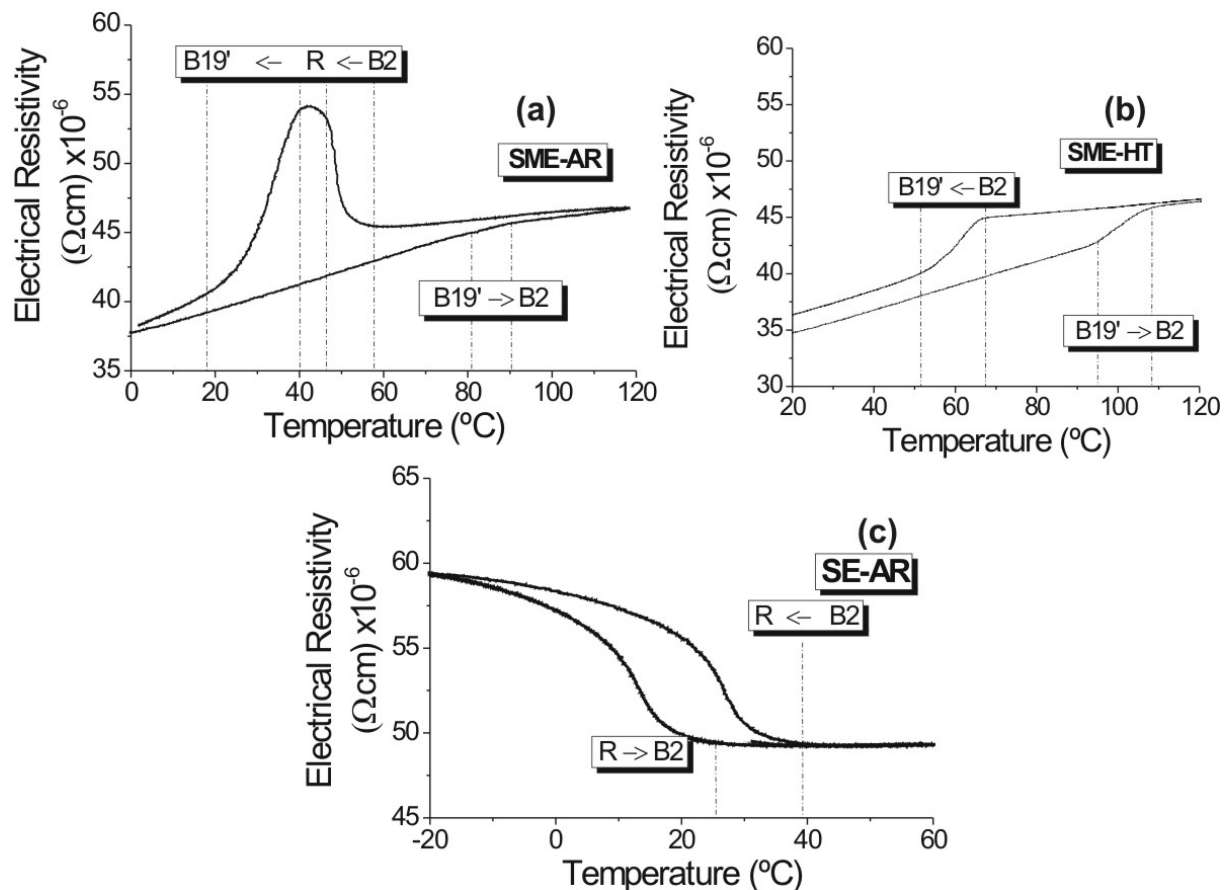 60
55
50
45
40
35
0
20
40
60
80
100
120
Electrical Resistivity
(Ωcm) x10⁻⁶
Temperature (ºC)
B19' <- R <- B2
(a)
SME-AR
B19' -> B2
60
55
50
45
40
35
30
20
40
60
80
100
120
Electrical Resistivity
(Ωcm) x10⁻⁶
Temperature (ºC)
(b)
SME-HT
B19' <- B2
B19' -> B2
65
60
55
50
45
-20
0
20
40
60
Electrical Resistivity
(Ωcm) x10⁻⁶
Temperature (ºC)
(c)
SE-AR
R <- B2
R -> B2